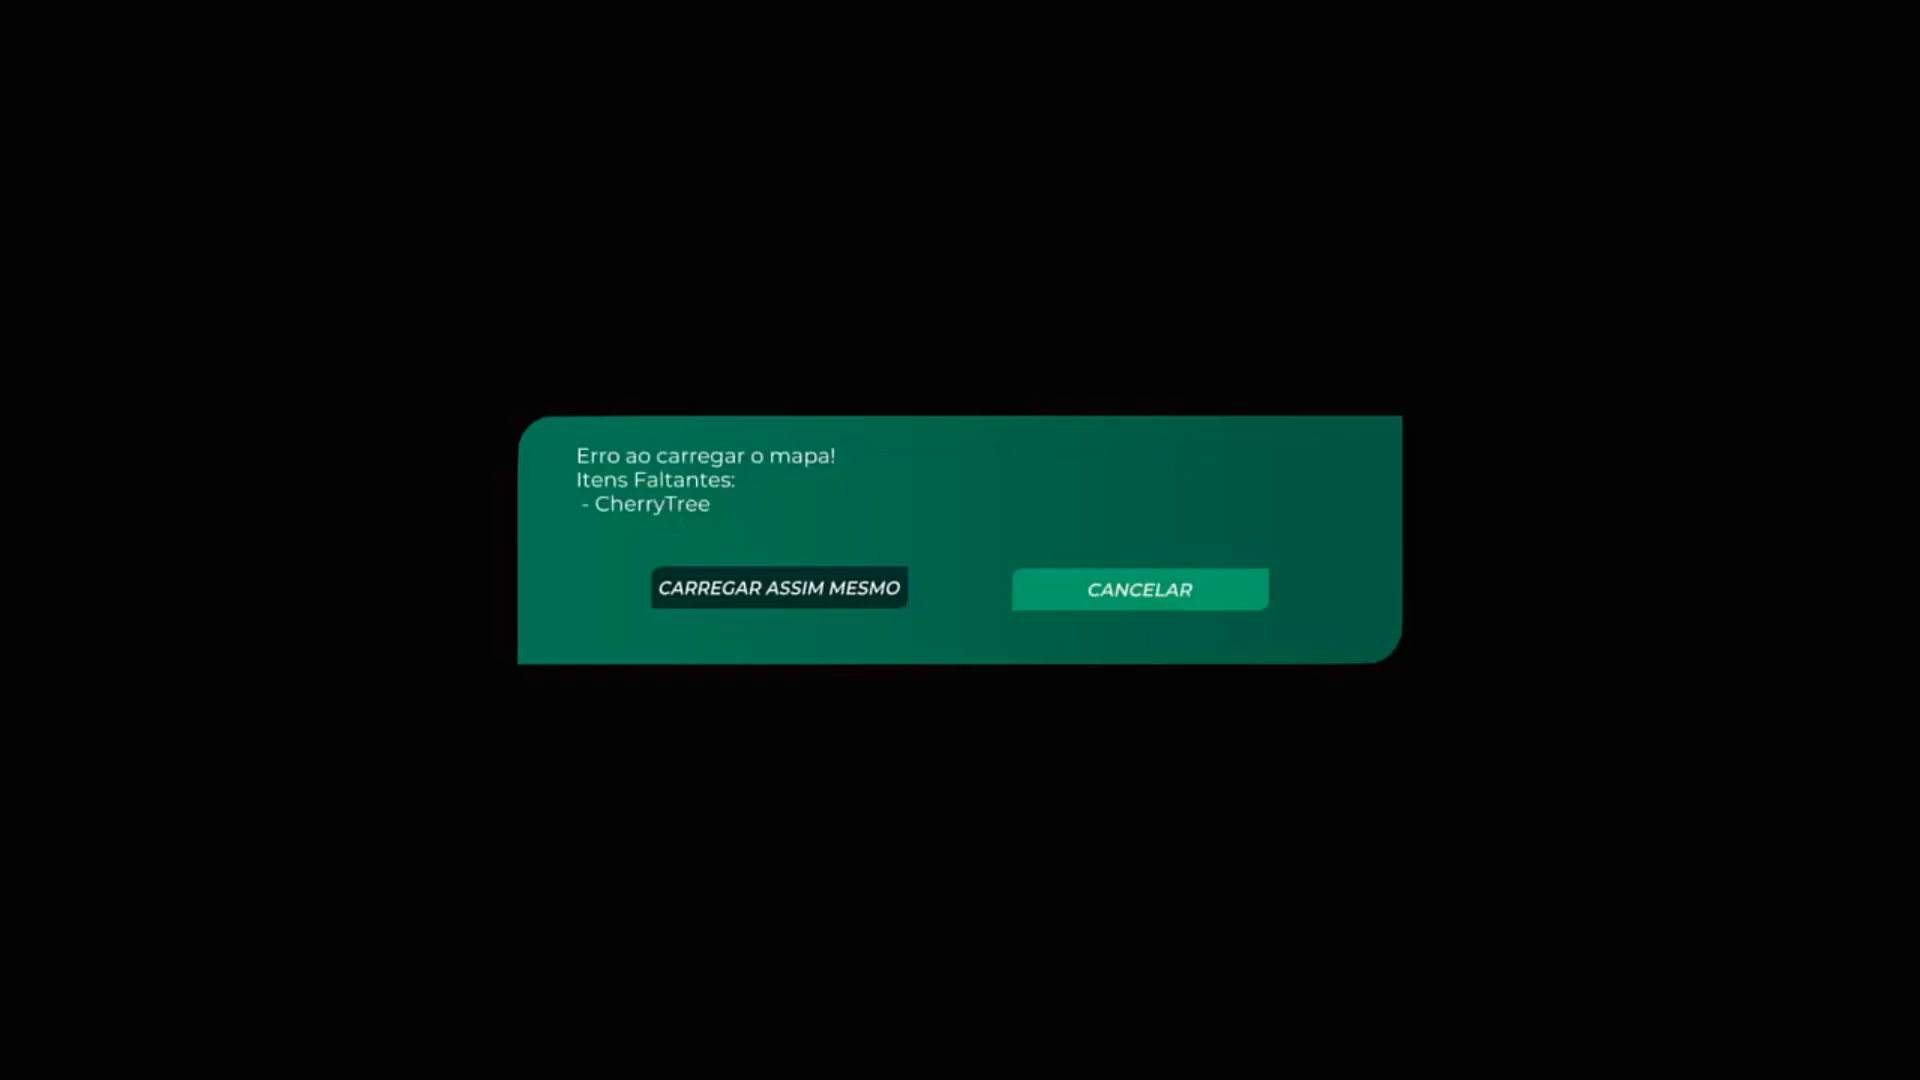 Erro ao carregar o mapa!
Itens Faltantes:
- CherryTree
CARREGAR ASSIM MESMO
CANCELAR